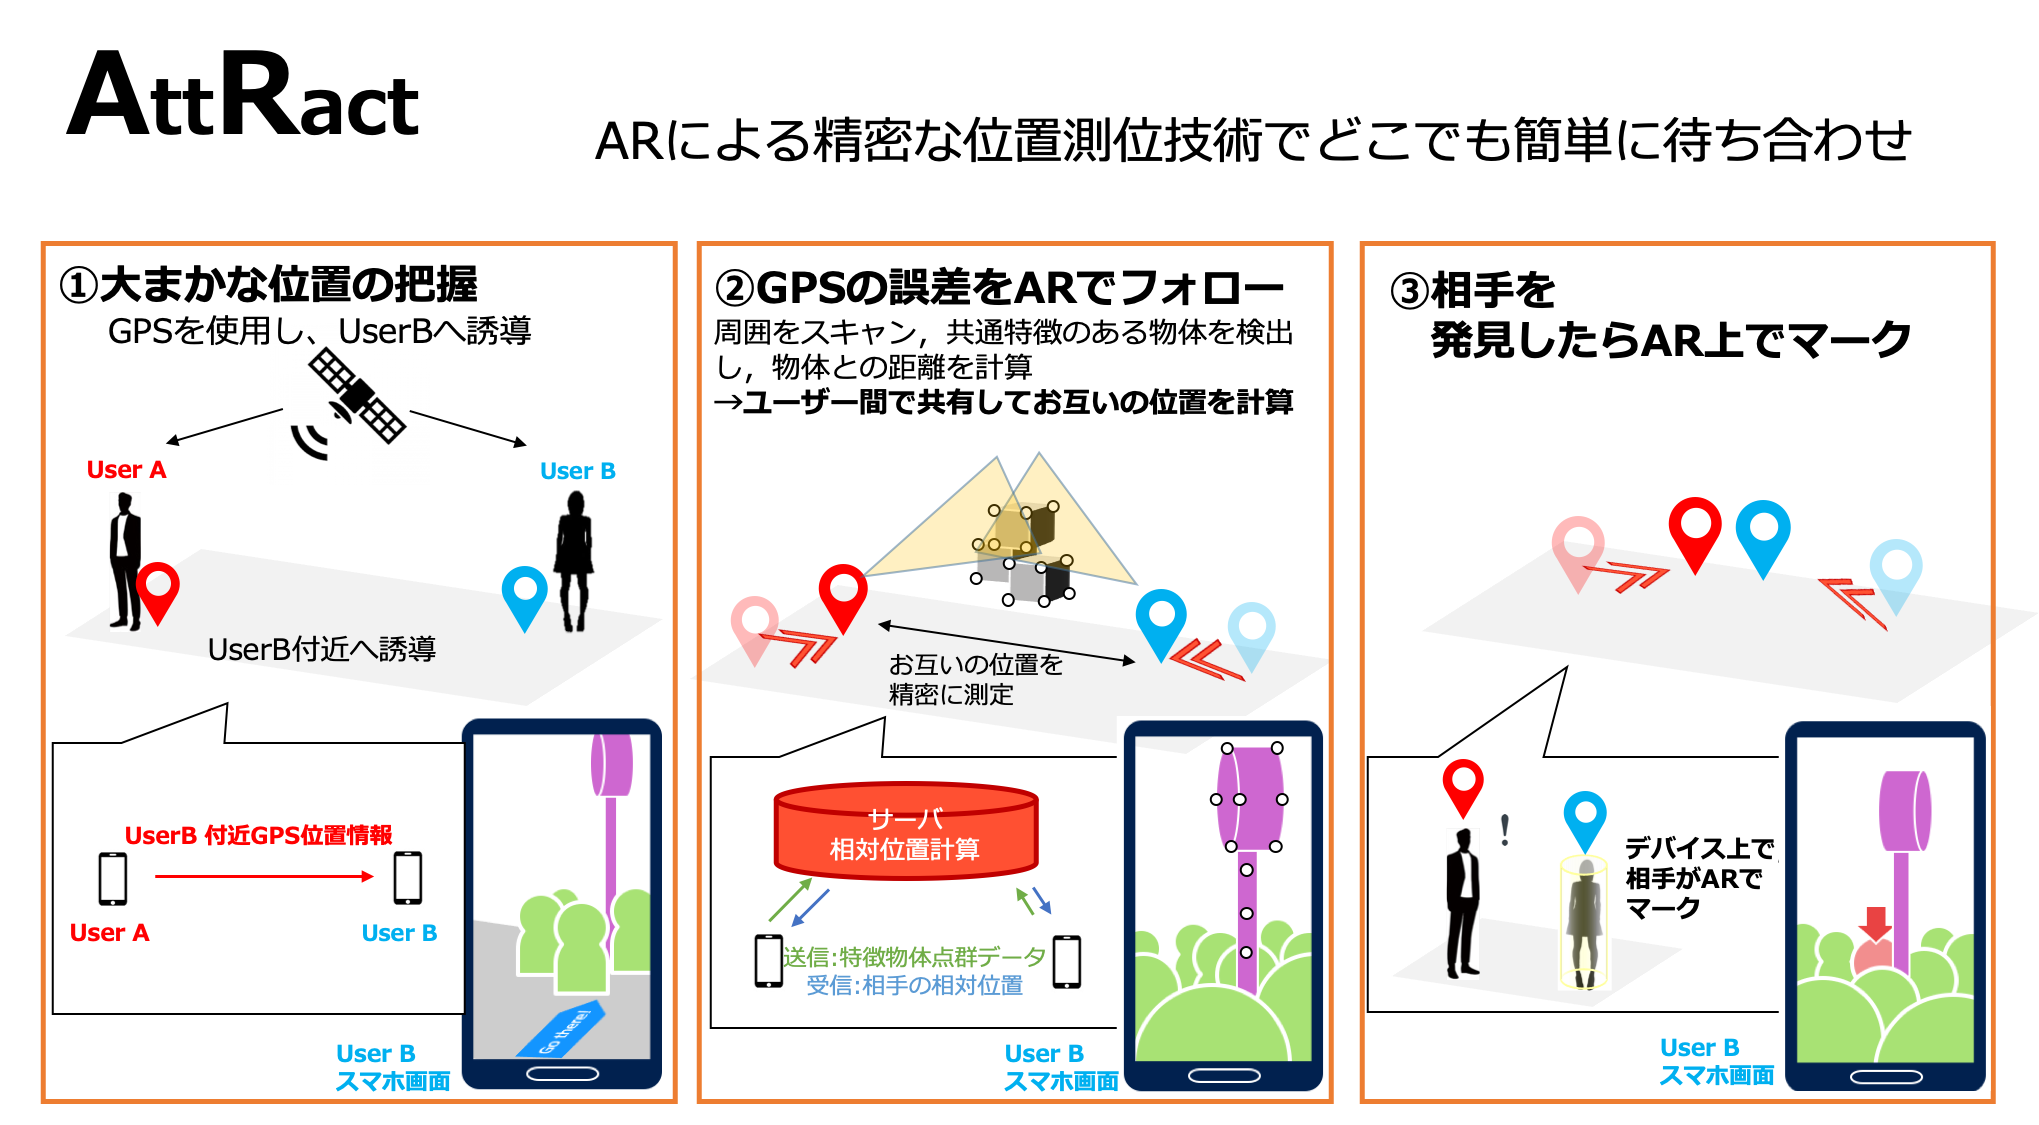 AttRact
ARによる精密な位置測位技術でどこでも簡単に待ち合わせ
①大まかな位置の把握
GPSを使用し、UserBへ誘導
User A
User B
UserB付近へ誘導
UserB 付近GPS位置情報
User A
User B
Go there!
User B
スマホ画面
②GPSの誤差をARでフォロー
周囲をスキャン，共通特徴のある物体を検出
し，物体との距離を計算
→ユーザー間で共有してお互いの位置を計算
お互いの位置を
精密に測定
サーバ
相対位置計算
送信:特徴物体点群データ
受信:相手の相対位置
User B
スマホ画面
③相手を
発見したらAR上でマーク
!
デバイス上で
相手がARで
マーク
User B
スマホ画面